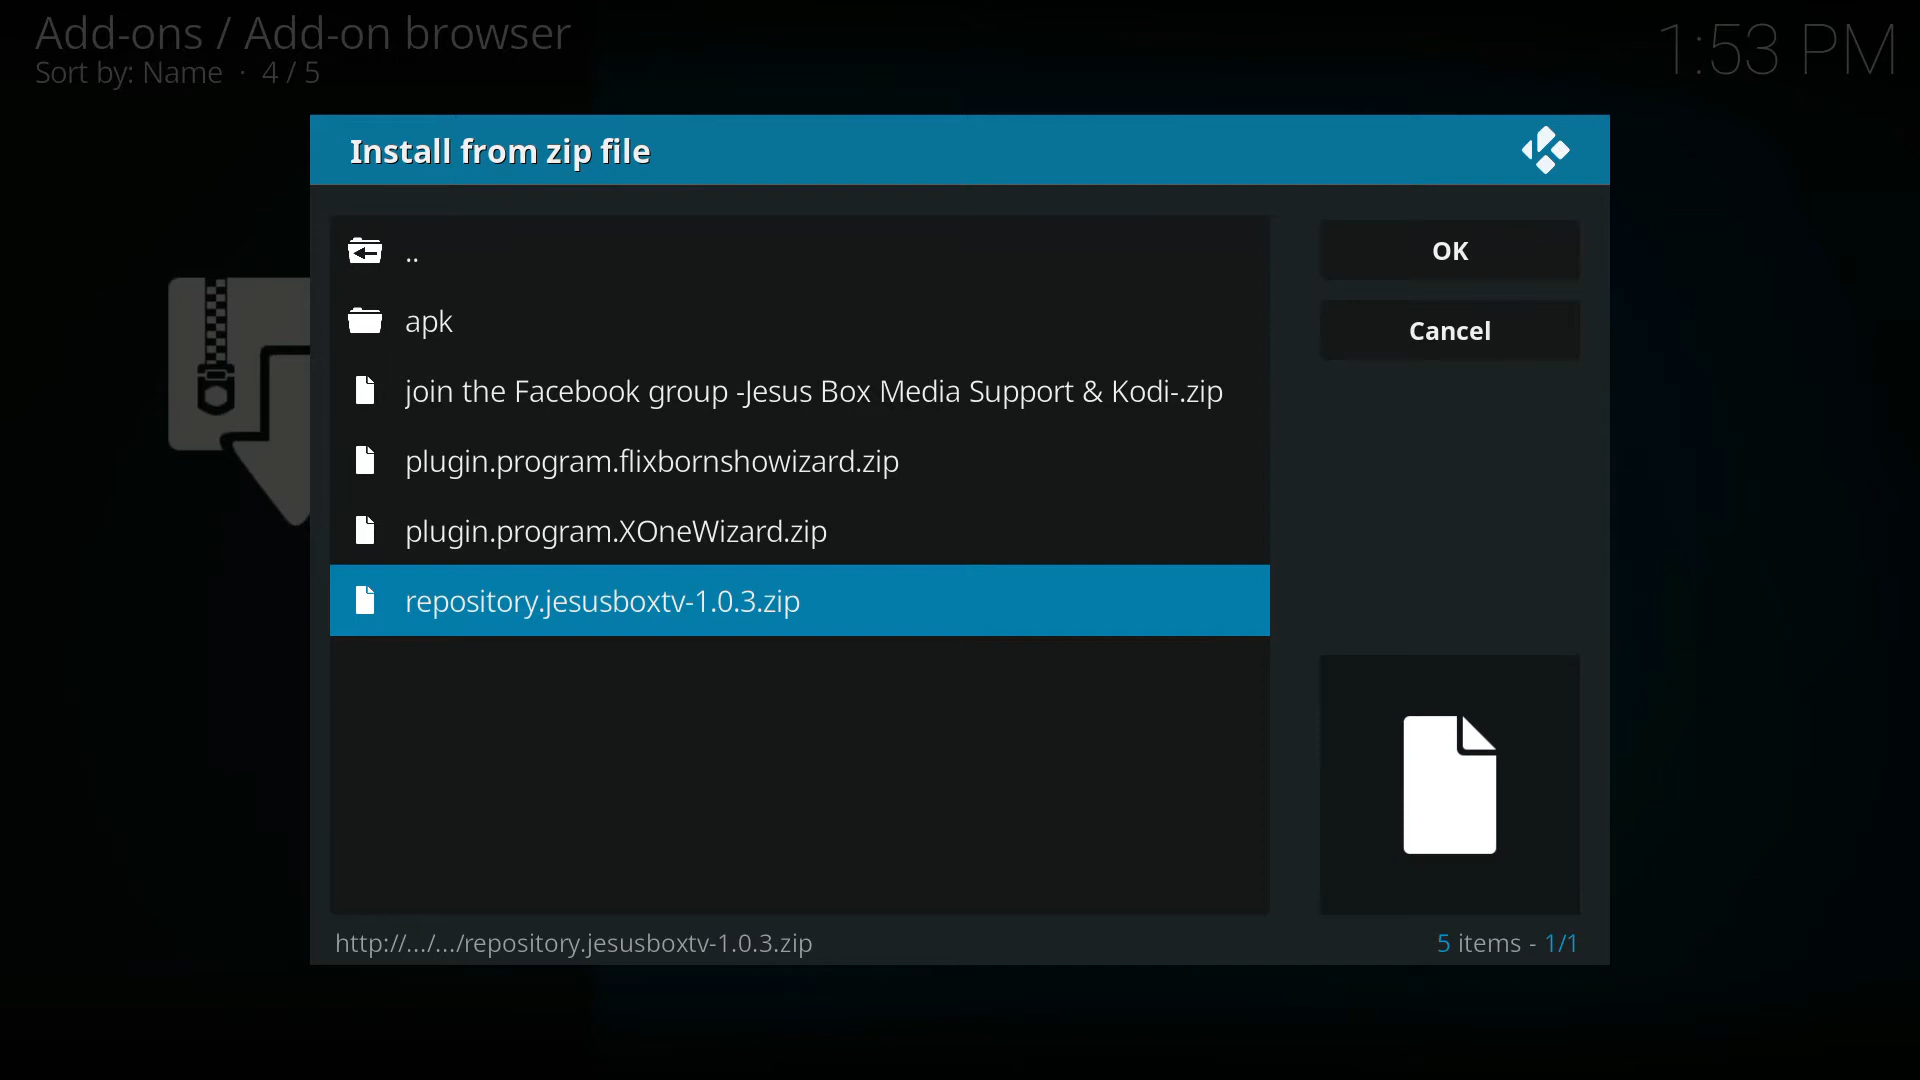 Add-ons / Add-on browser
Sort by: Name · 4 / 5
1:53 PM
Install from zip file
..
apk
join the Facebook group -Jesus Box Media Support & Kodi-.zip
plugin.program.flixbornshowizard.zip
plugin.program.XOneWizard.zip
repository.jesusboxtv-1.0.3.zip
OK
Cancel
http://.../.../repository.jesusboxtv-1.0.3.zip
5 items - 1/1